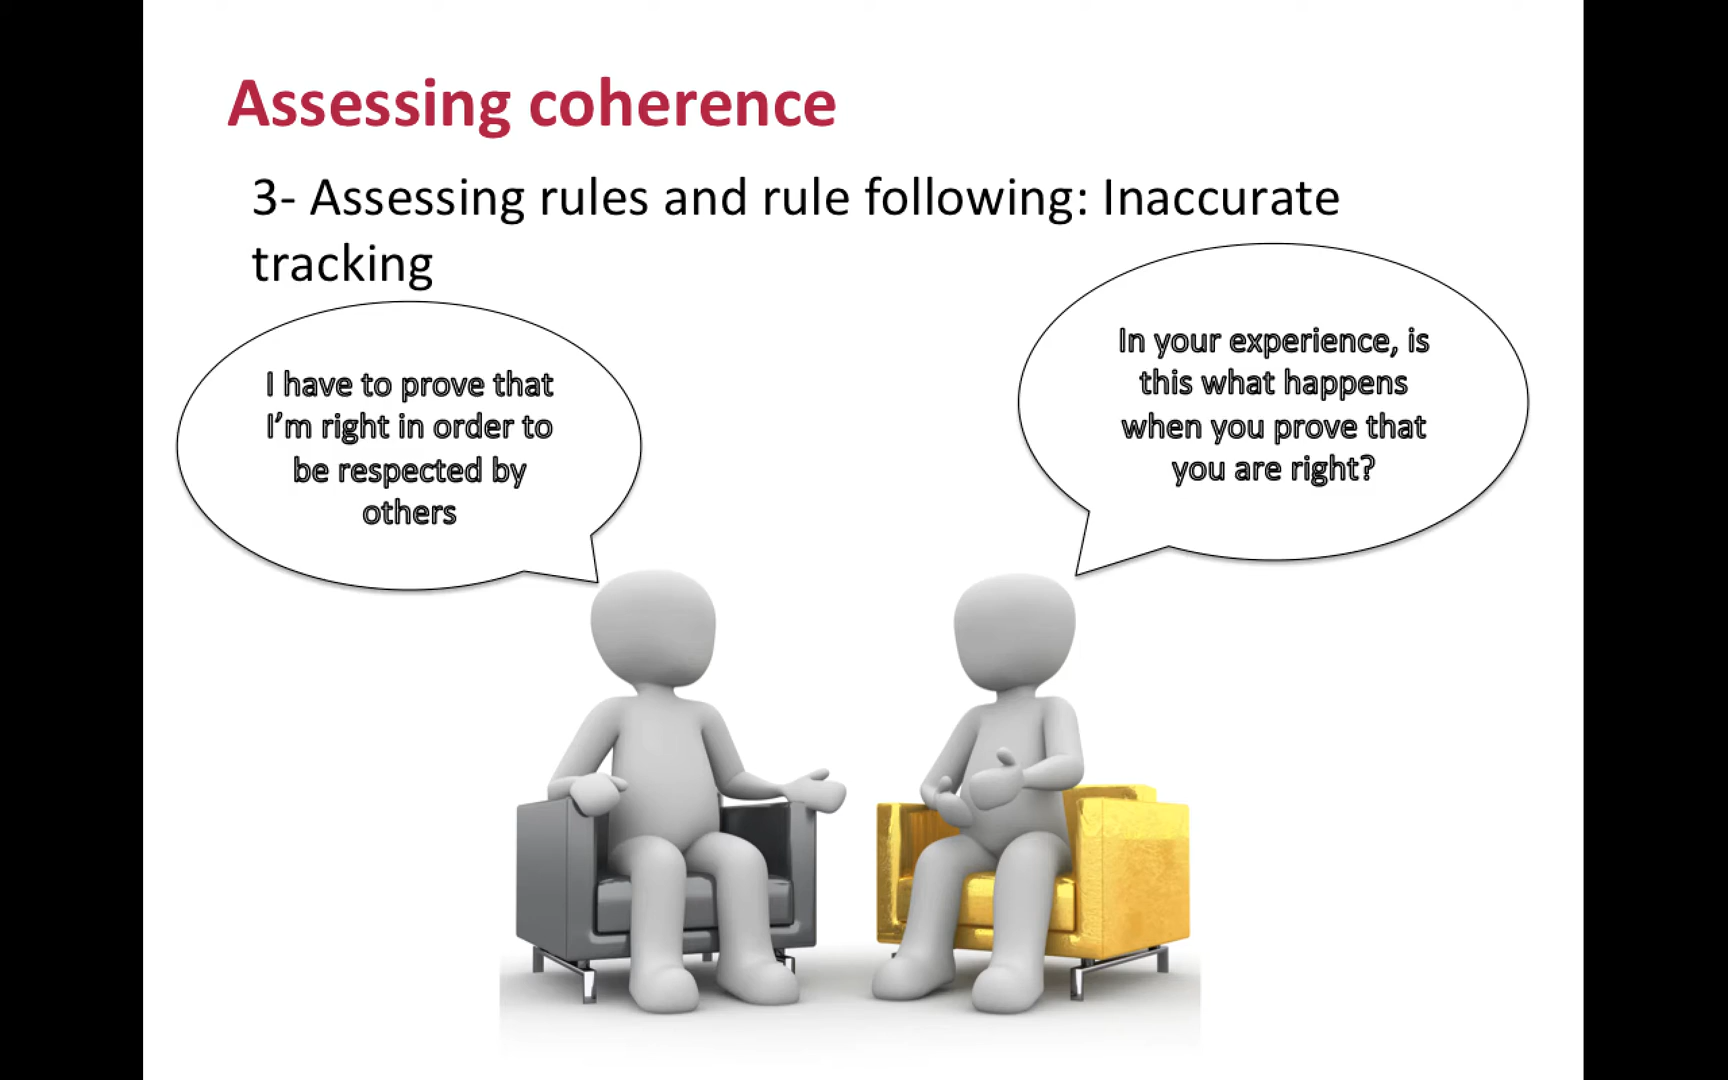 Assessing coherence
3- Assessing rules and rule following: Inaccurate
tracking
I have to prove that
I’m right in order to
be respected by
others
In your experience, is
this what happens
when you prove that
you are right?